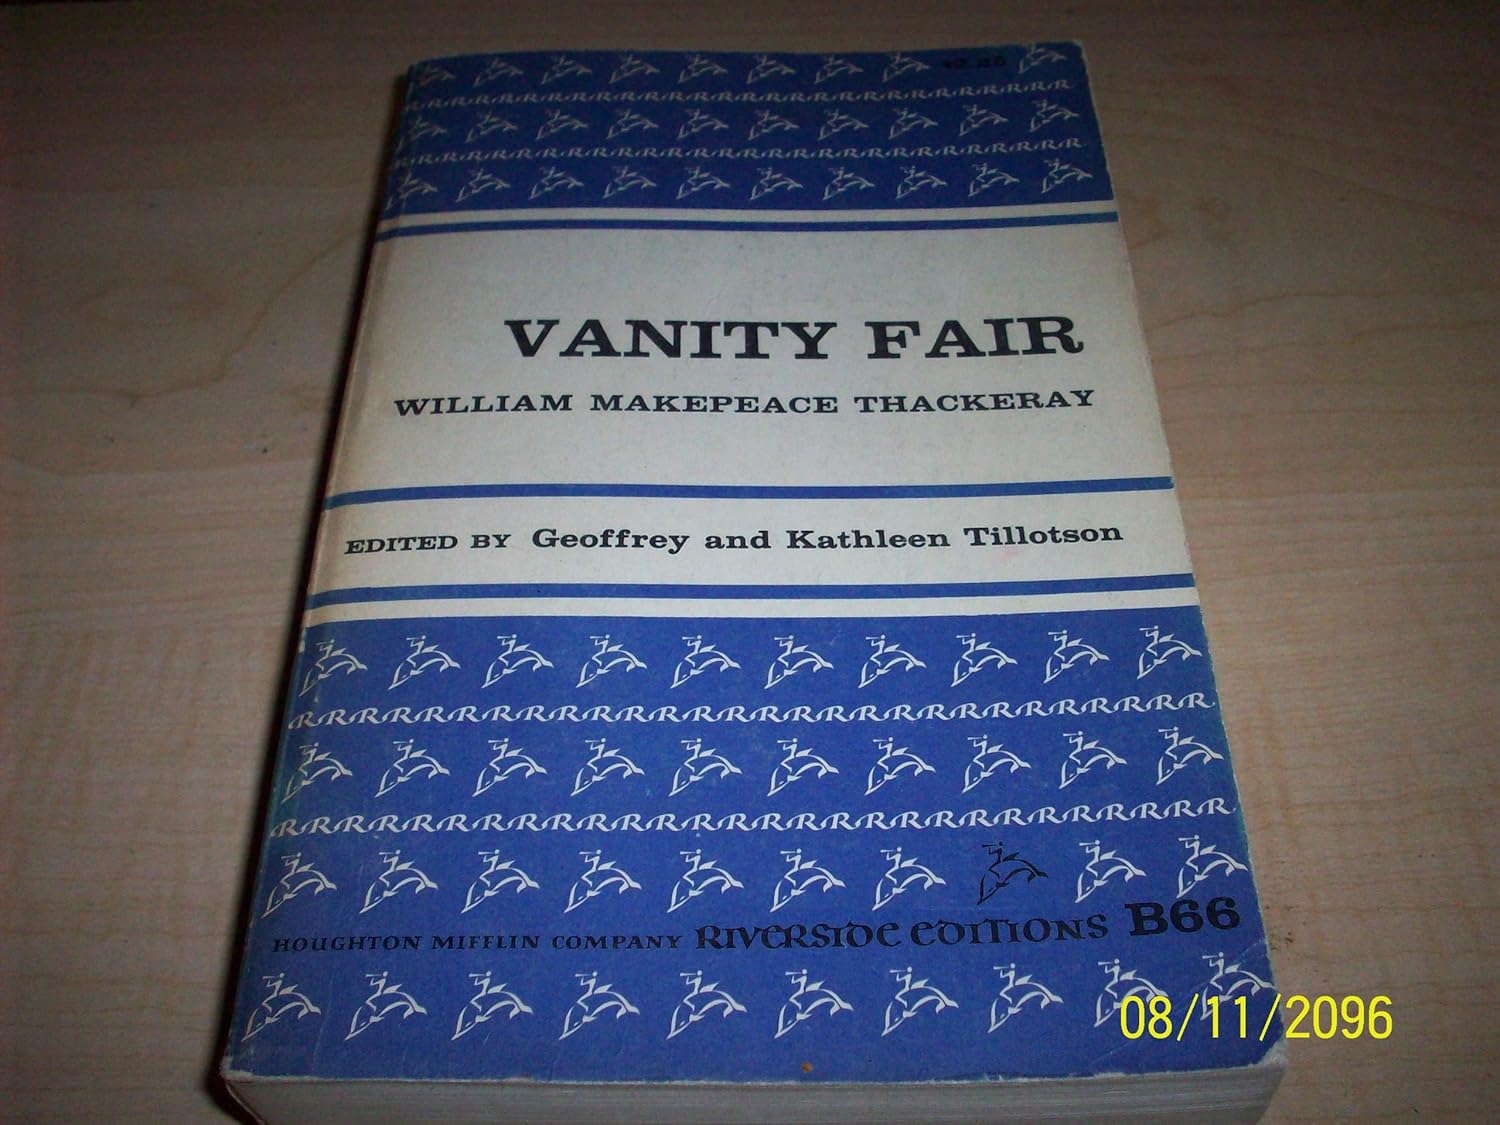 VANITY FAIR
WILLIAM MAKEPEACE THACKERAY
EDITED BY Geoffrey and Kathleen Tillotson
HOUGHTON MIFFLIN COMPANY RIVERSIDE EDITIONS B66
08/11/2096